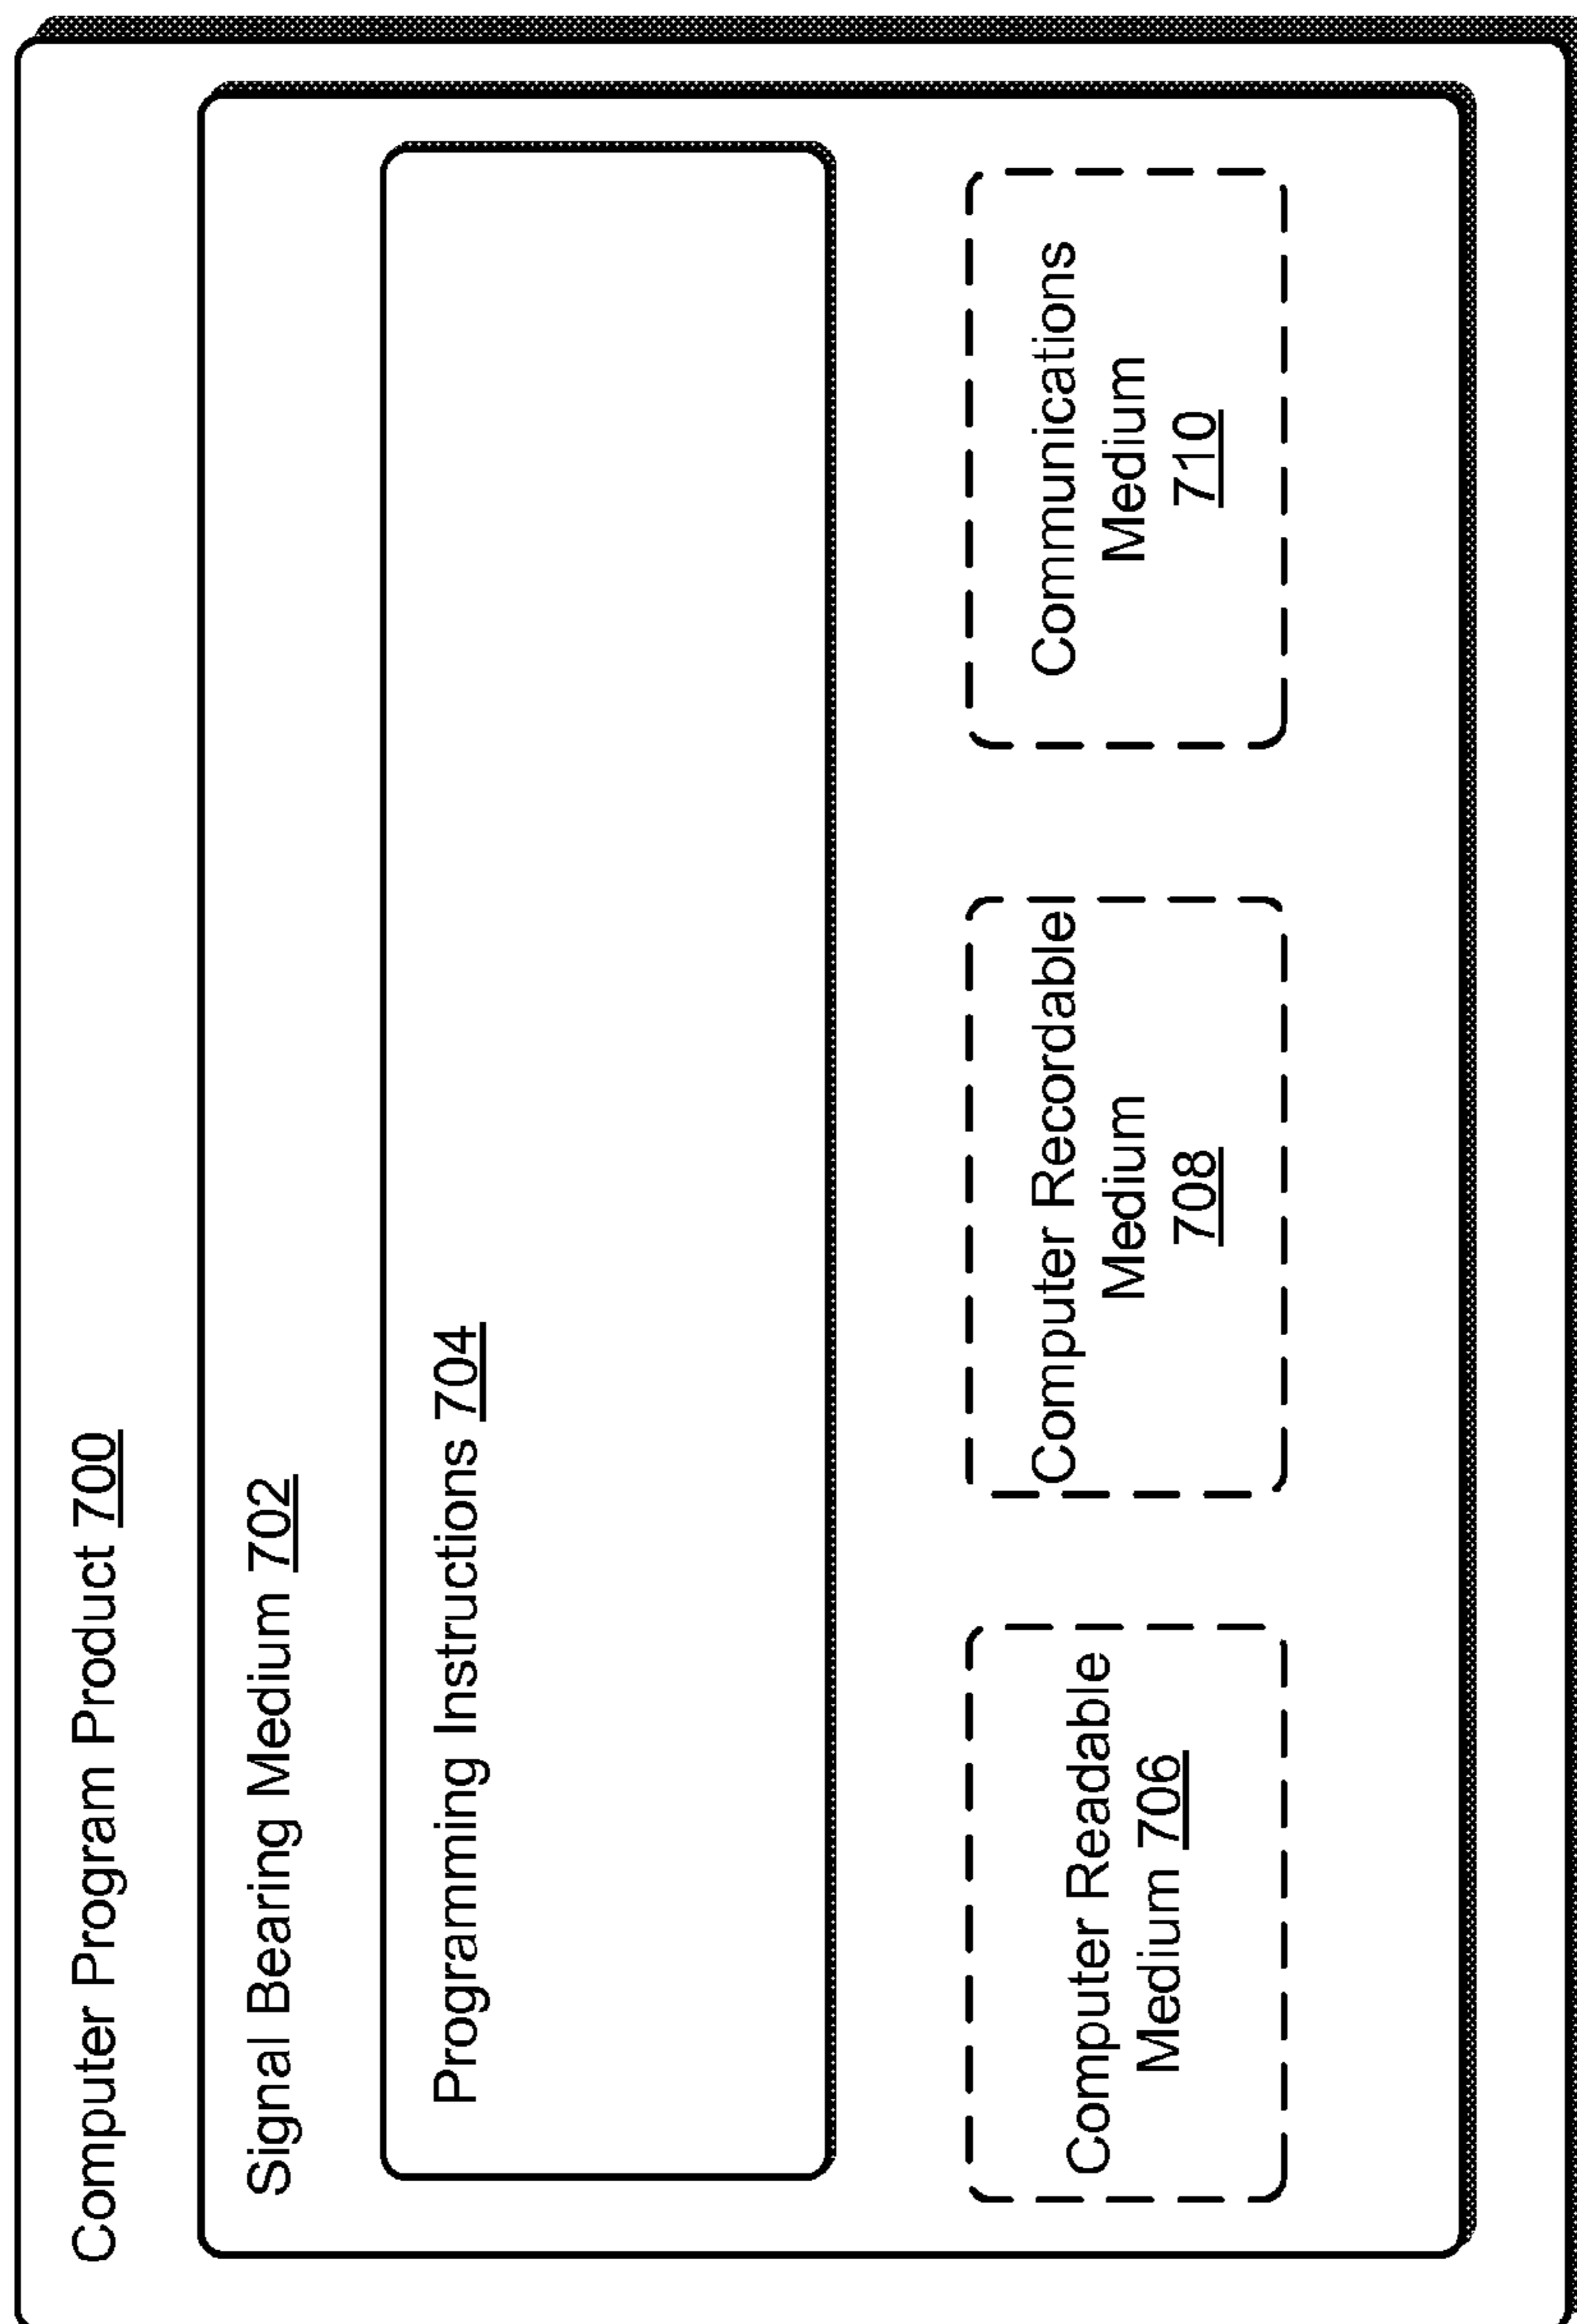 Computer Program Product 700
Signal Bearing Medium 702
Programming Instructions 704
Computer Readable
Medium 706
Computer Recordable
Medium
708
Communications
Medium
710